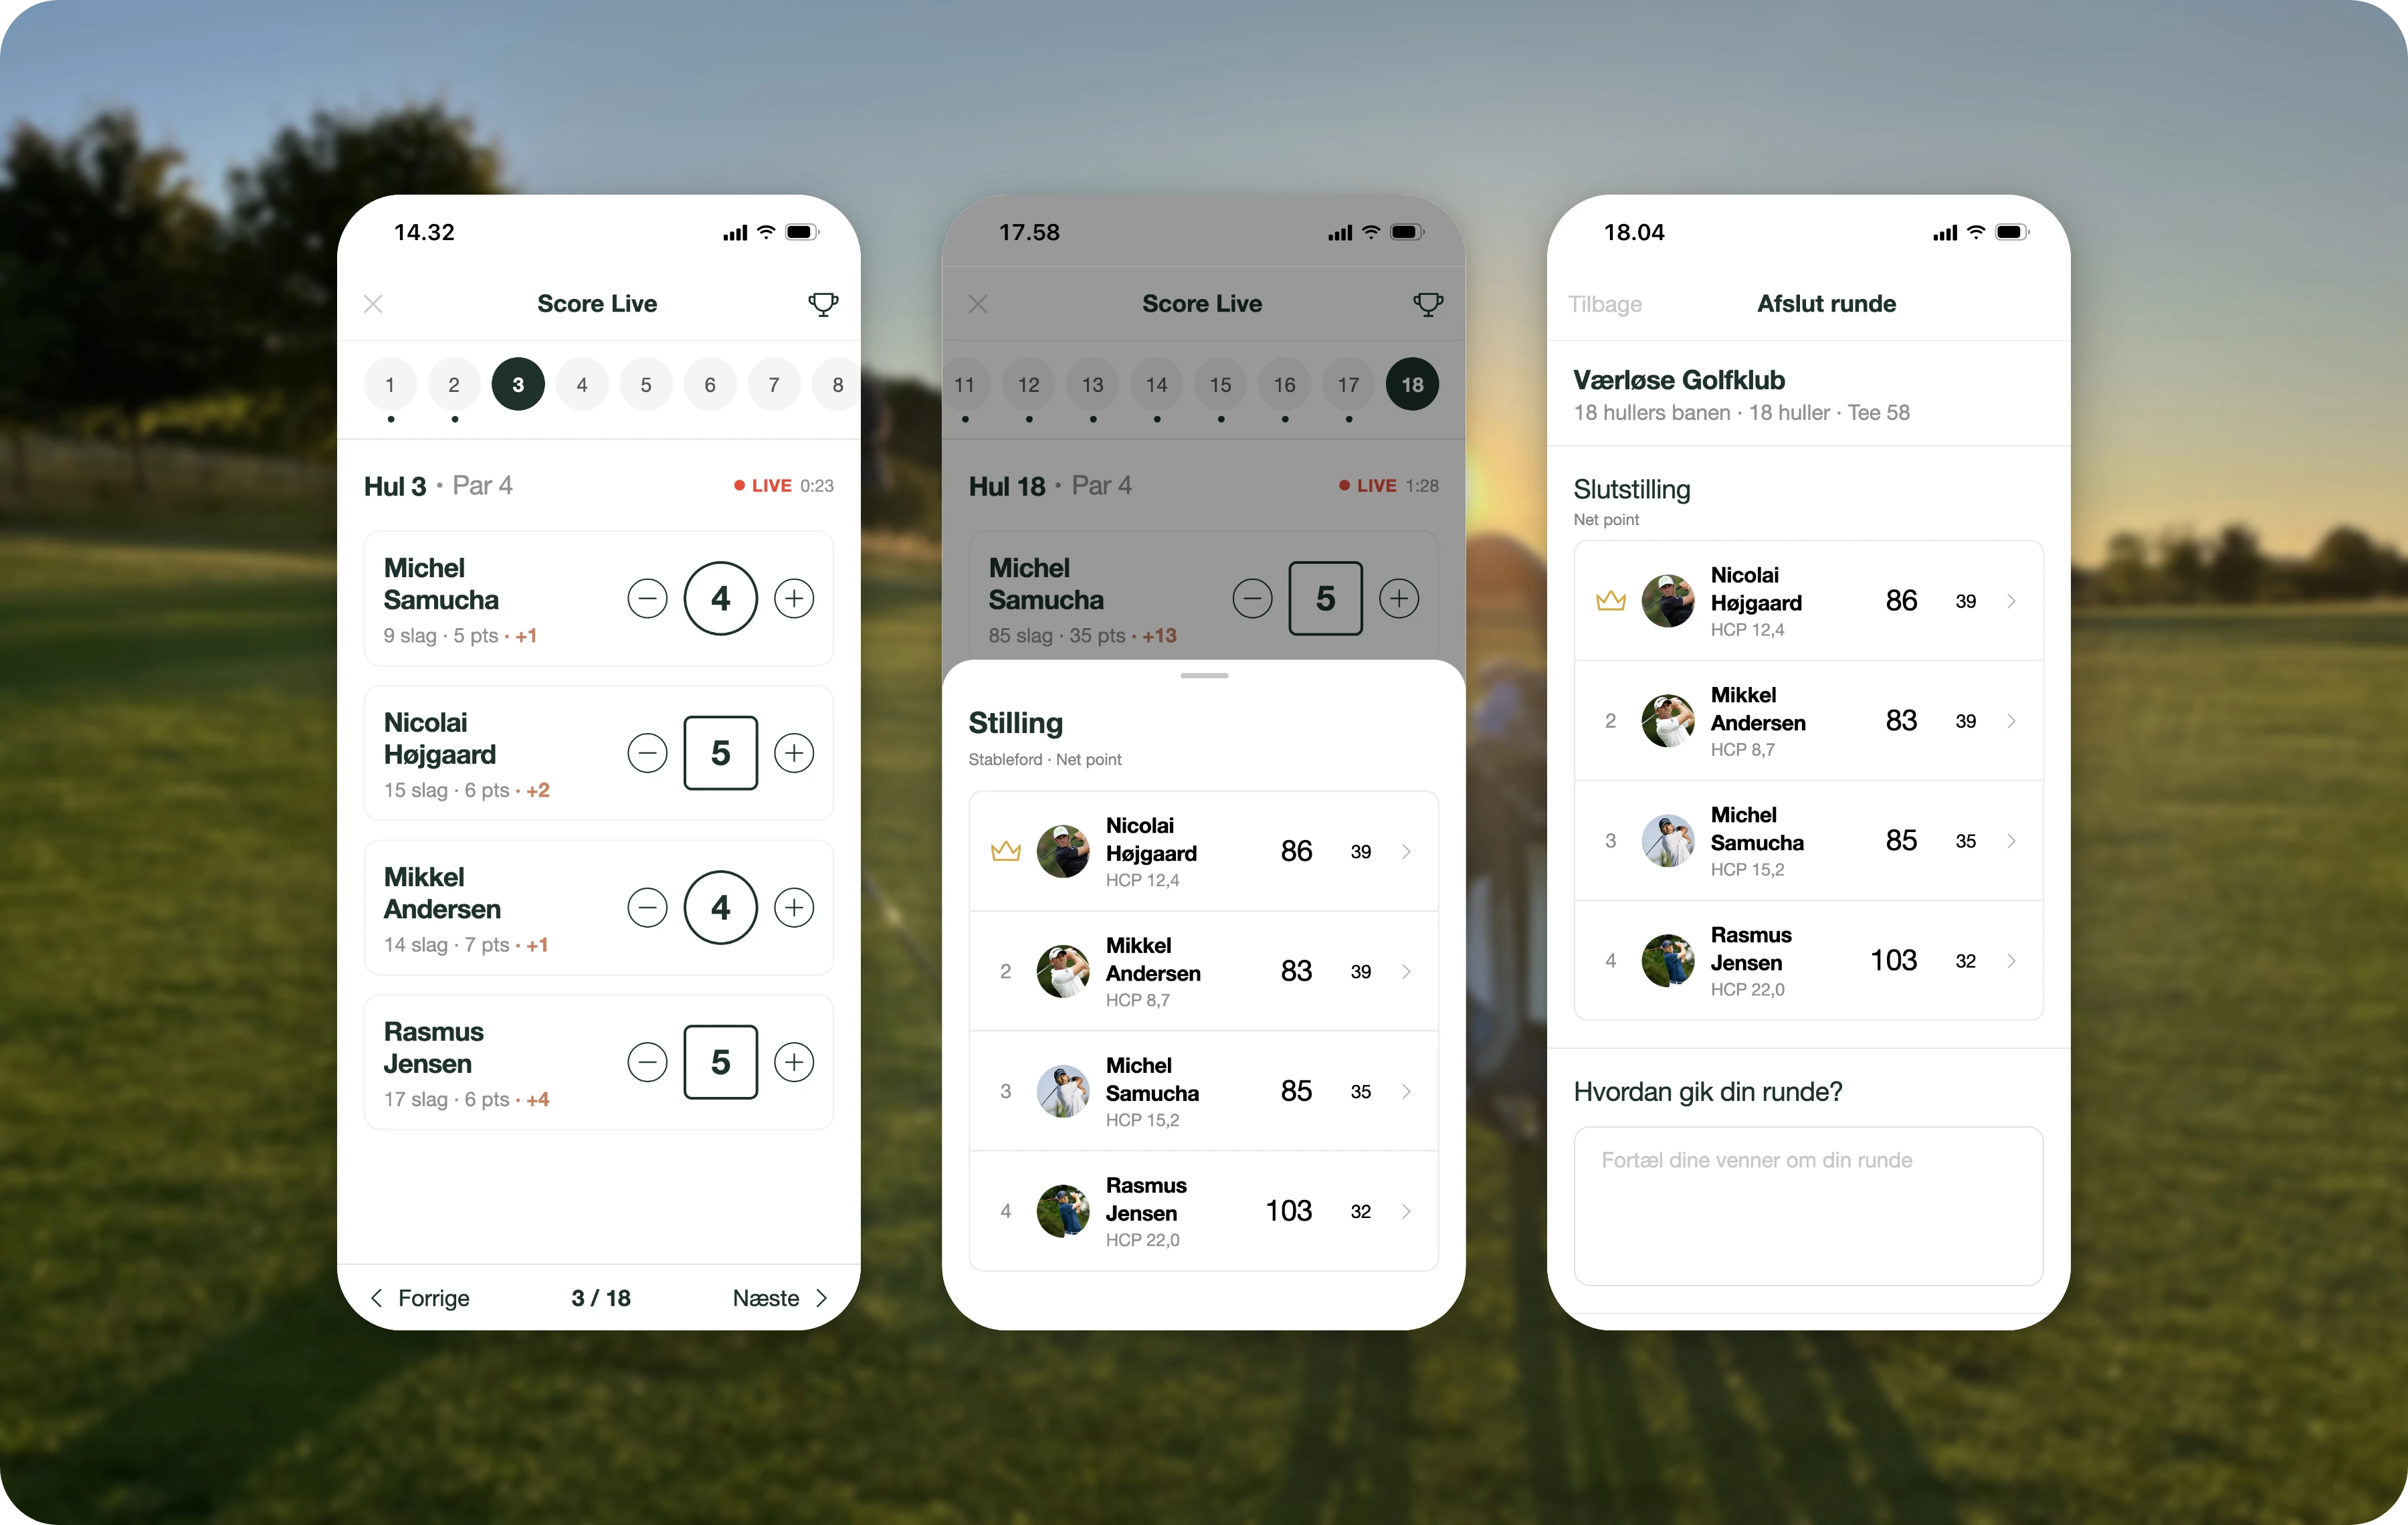 14.32
Score Live
1 2 3 4 5 6 7 8
Hul 3 • Par 4
LIVE 0:23
Michel
Samucha
9 slag · 5 pts · +1
4
Nicolai
Højgaard
15 slag · 6 pts · +2
5
Mikkel
Andersen
14 slag · 7 pts · +1
4
Rasmus
Jensen
17 slag · 6 pts · +4
5
Forrige
3 / 18
Næste
17.58
Score Live
11 12 13 14 15 16 17 18
Hul 18 • Par 4
LIVE 1:28
Michel
Samucha
85 slag · 35 pts · +13
5
Stilling
Stableford · Net point
Nicolai
Højgaard
HCP 12,4
86 39
2
Mikkel
Andersen
HCP 8,7
83 39
3
Michel
Samucha
HCP 15,2
85 35
4
Rasmus
Jensen
HCP 22,0
103 32
18.04
Tilbage
Afslut runde
Værløse Golfklub
18 hullers banen · 18 huller · Tee 58
Slutstilling
Net point
Nicolai
Højgaard
HCP 12,4
86 39
2
Mikkel
Andersen
HCP 8,7
83 39
3
Michel
Samucha
HCP 15,2
85 35
4
Rasmus
Jensen
HCP 22,0
103 32
Hvordan gik din runde?
Fortæl dine venner om din runde